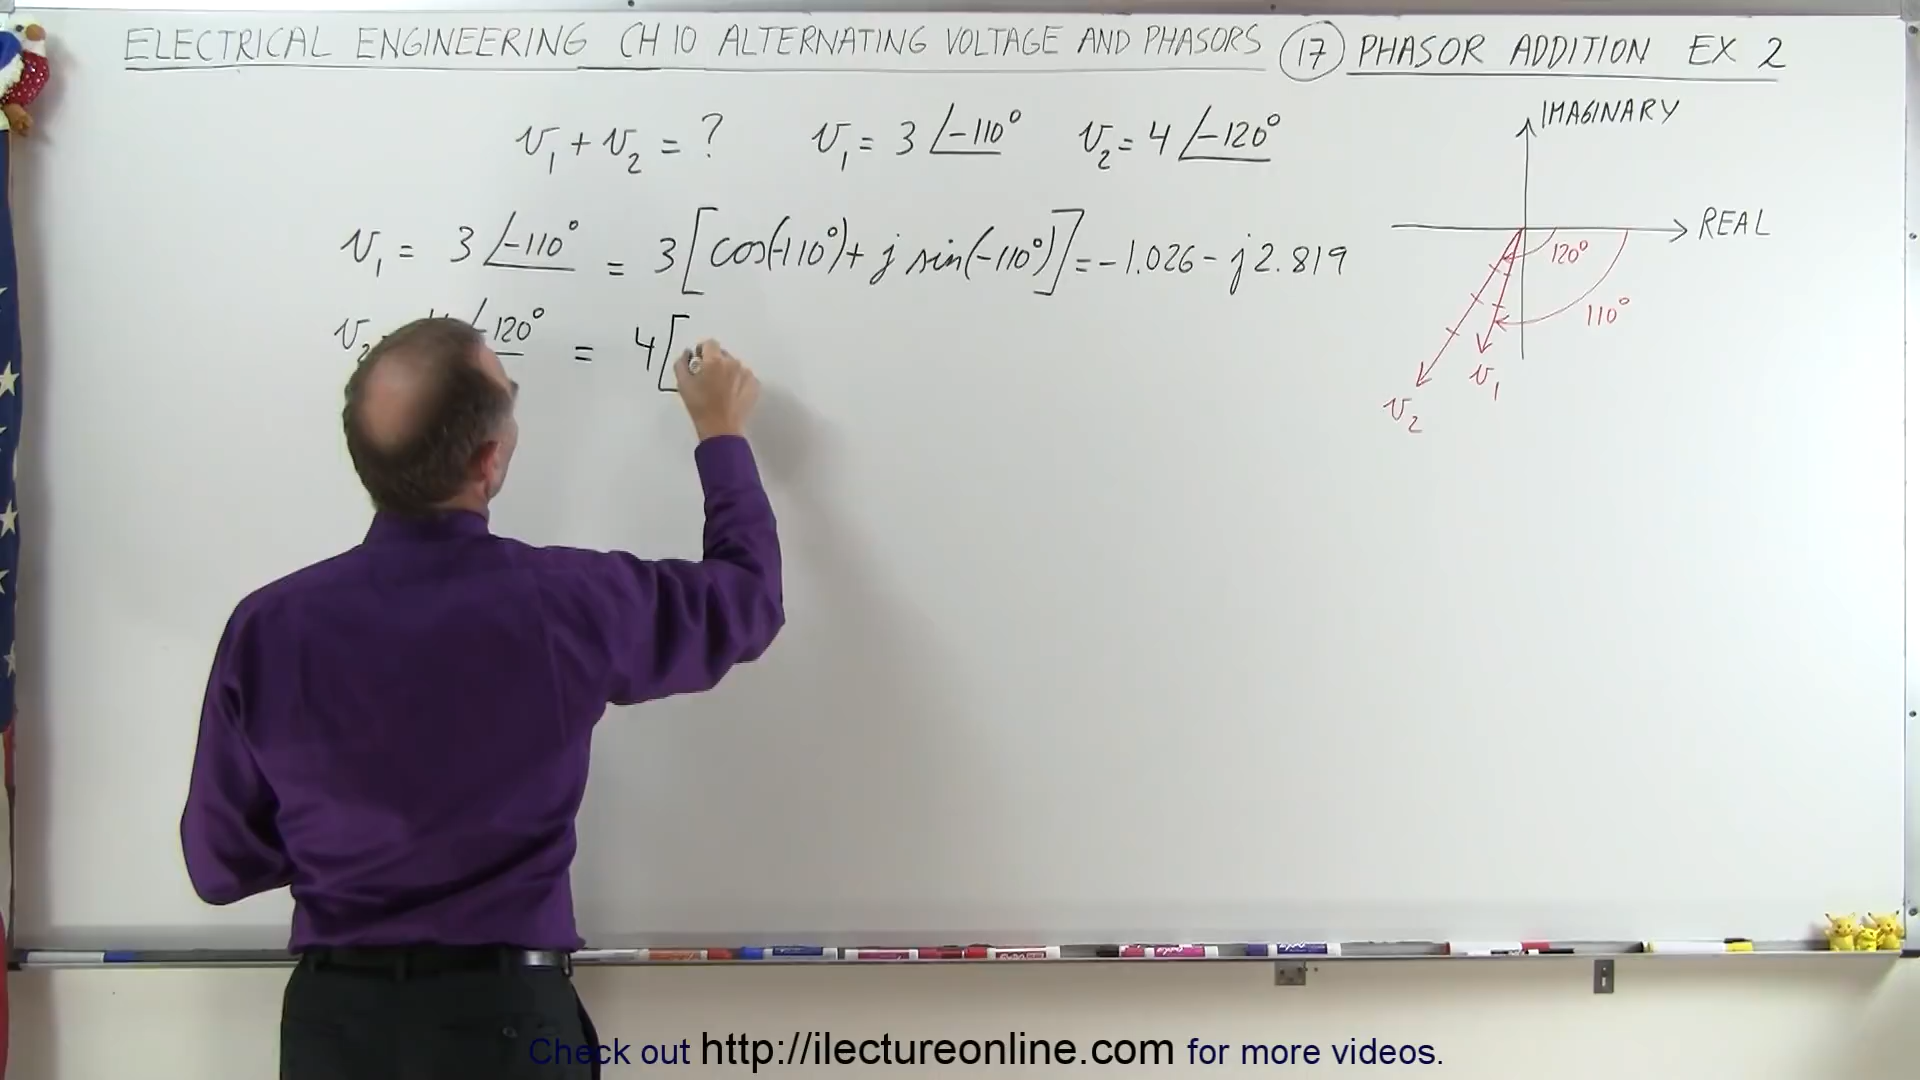 ELECTRICAL ENGINEERING CH 10 ALTERNATING VOLTAGE AND PHASORS (17) PHASOR ADDITION EX 2
v₁ + v₂ = ? v₁ = 3 ∠-110° v₂ = 4 ∠-120°
v₁ = 3 ∠-110° = 3 [cos(-110°) + j sin(-110°)] = -1.026 - j 2.819
v₂ ∠-120° = 4 [
IMAGINARY
REAL
120°
110°
v₁
v₂
Check out http://ilectureonline.com for more videos.